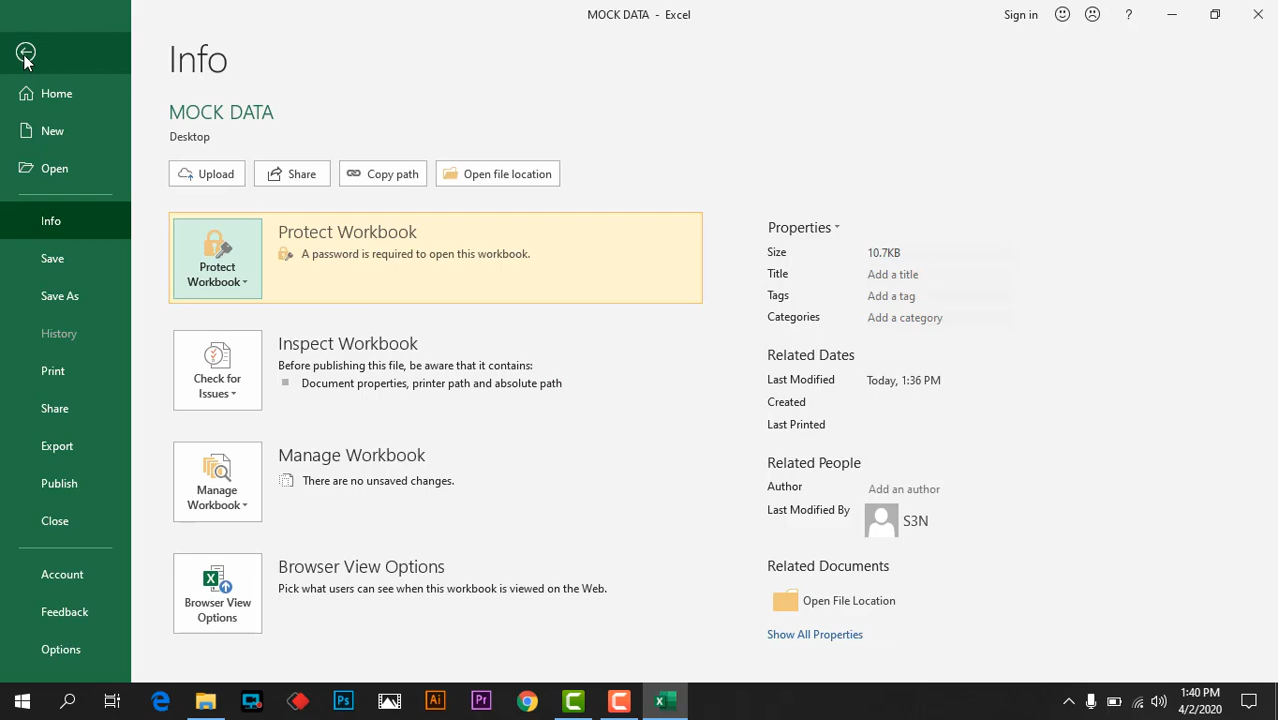 MOCK DATA - Excel
Sign in
?
Home
New
Open
Info
Save
Save As
History
Print
Share
Export
Publish
Close
Account
Feedback
Options
Info
MOCK DATA
Desktop
Upload
Share
Copy path
Open file location
Protect Workbook
Protect Workbook
A password is required to open this workbook.
Check for Issues
Inspect Workbook
Before publishing this file, be aware that it contains:
Document properties, printer path and absolute path
Manage Workbook
Manage Workbook
There are no unsaved changes.
Browser View Options
Browser View Options
Pick what users can see when this workbook is viewed on the Web.
Properties
Size 10.7KB
Title Add a title
Tags Add a tag
Categories Add a category
Related Dates
Last Modified Today, 1:36 PM
Created
Last Printed
Related People
Author Add an author
Last Modified By S3N
Related Documents
Open File Location
Show All Properties
Ps
Ai
Pr
1:40 PM
4/2/2020